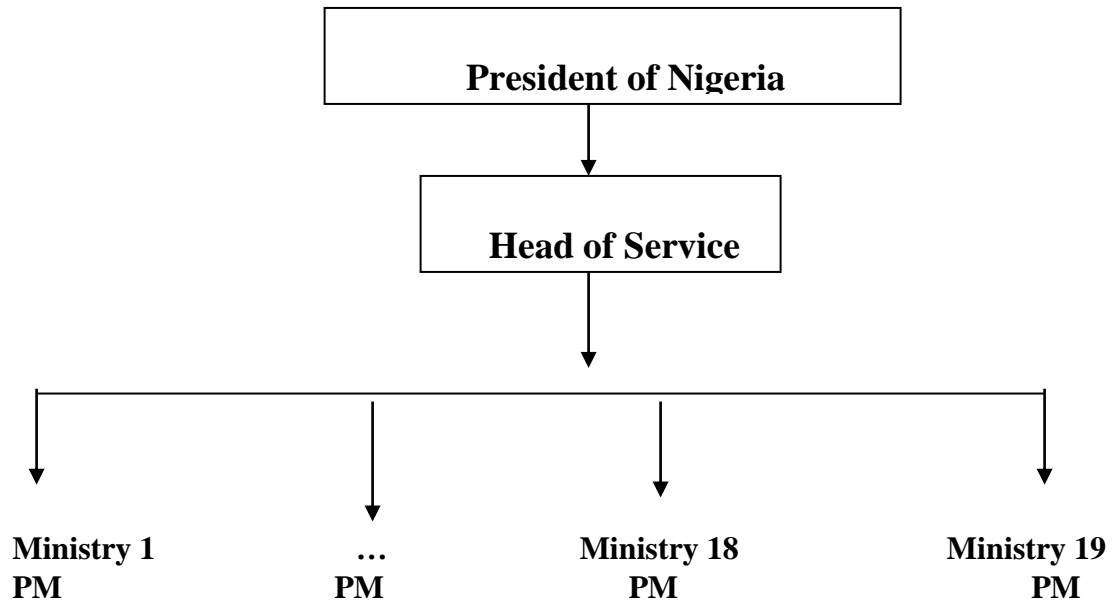 President of Nigeria
Head of Service
Ministry 1 … Ministry 18 Ministry 19
PM PM PM PM